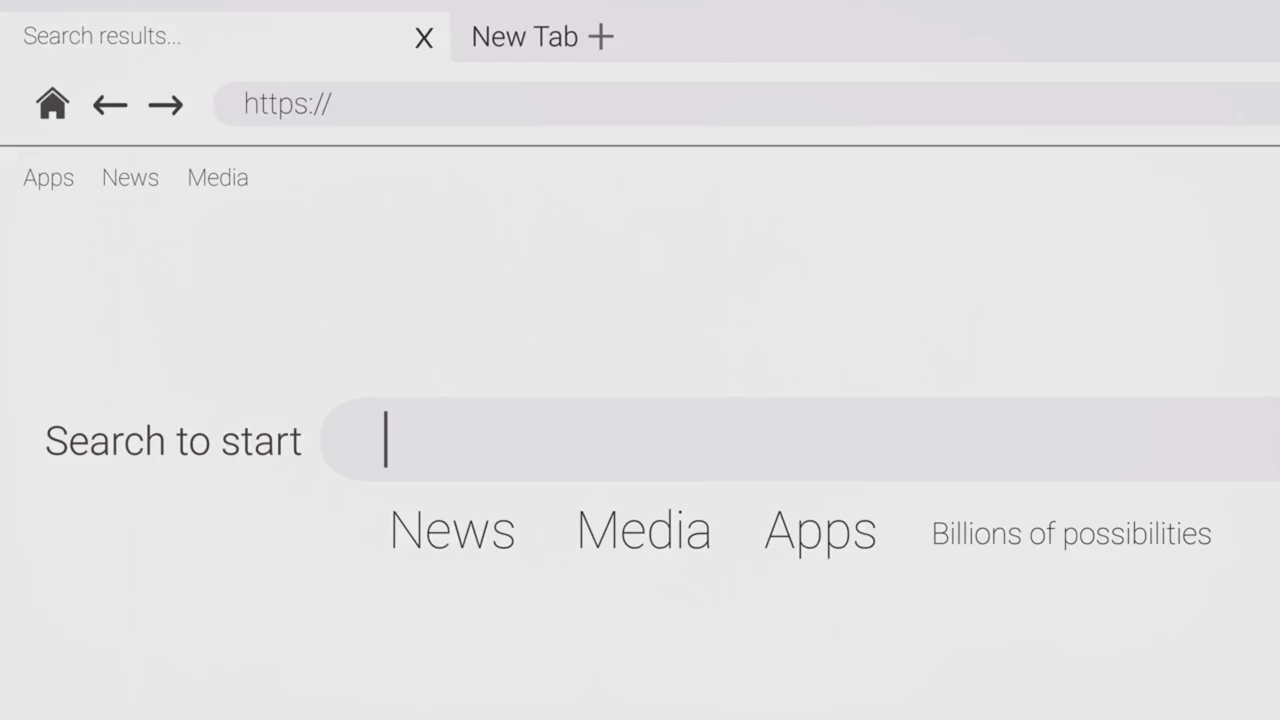 Search results... X New Tab +
https://
Apps News Media
Search to start
News Media Apps Billions of possibilities